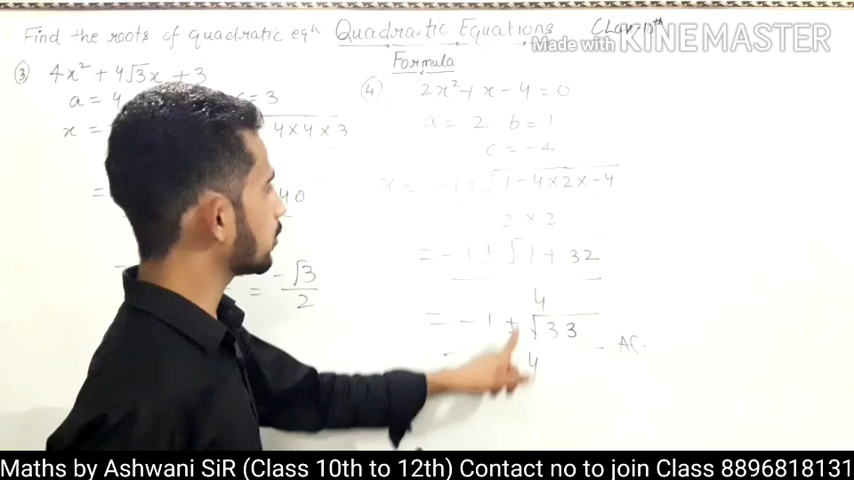 Find the roots of quadratic eqn Quadratic Equations Class 10th
Made with KINEMASTER
Formula
③ 4x² + 4√3x + 3
a = 4 c = 3
x = 4 × 4 × 3
=
40
= -√3/2
④ 2x² + x - 4 = 0
a = 2 b = 1
c = -4
x = -1 ± √1 - 4×2×-4
2 × 2
= -1 ± √1 + 32
4
= -1 ± √33
4
Maths by Ashwani SiR (Class 10th to 12th) Contact no to join Class 8896818131